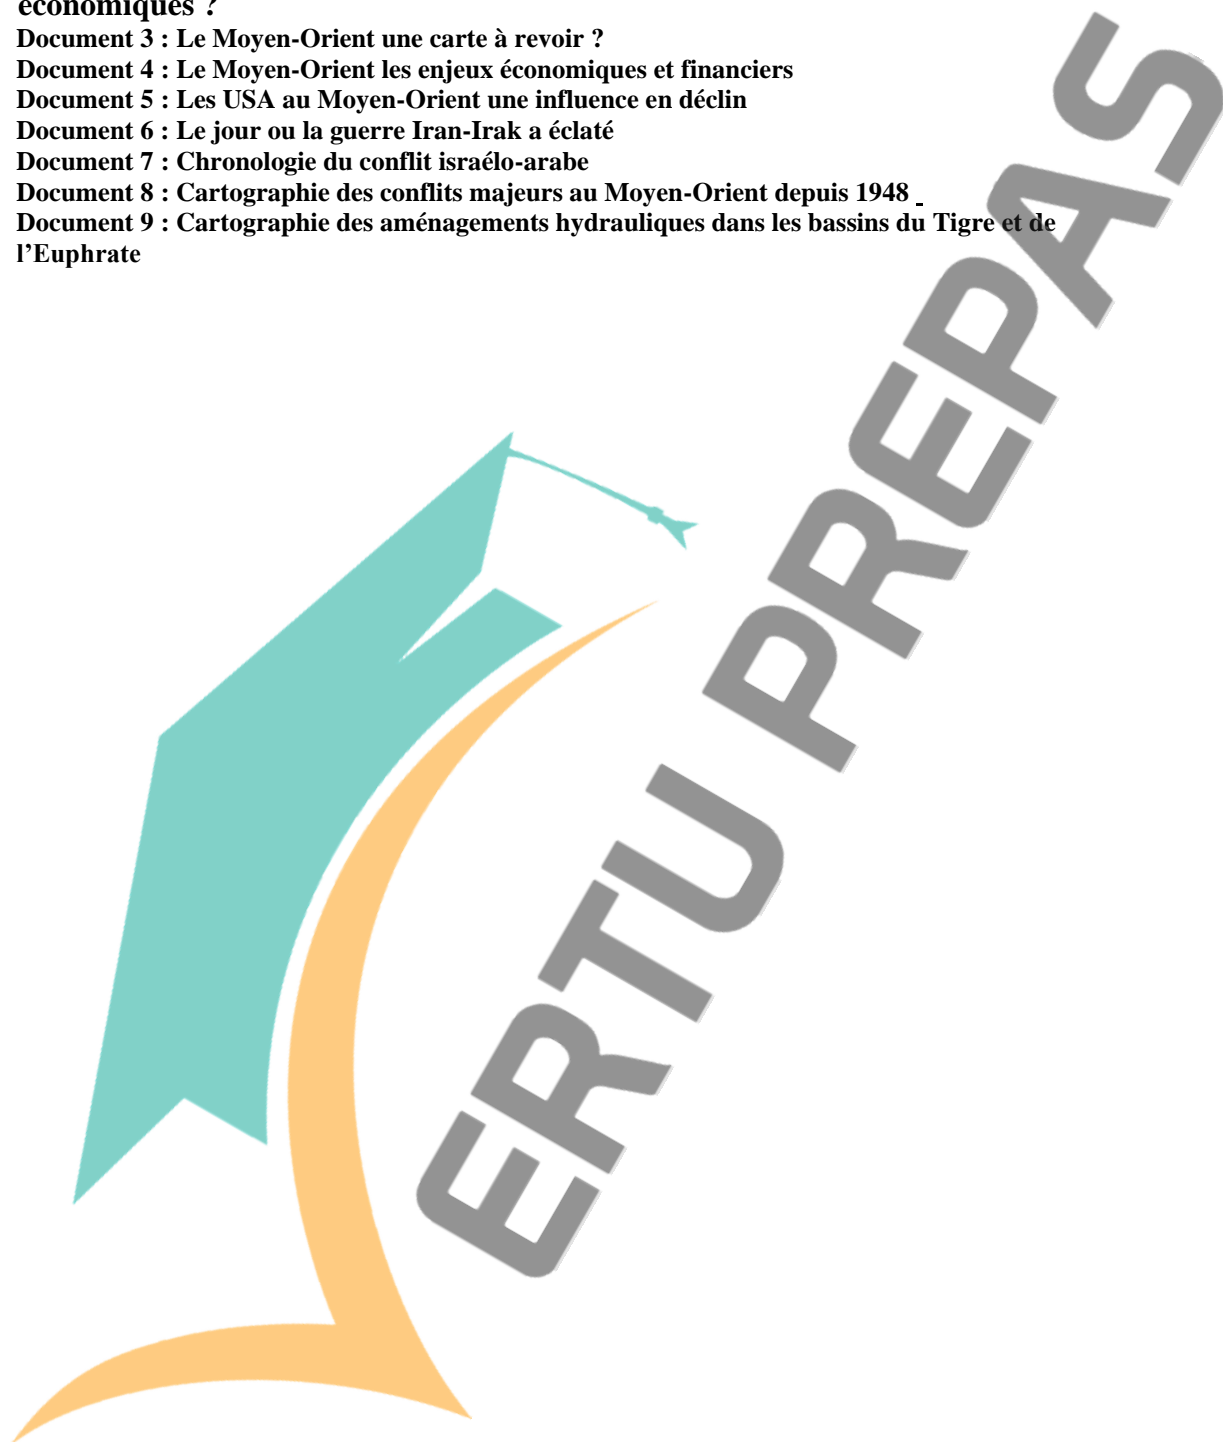 économiques ?
Document 3 : Le Moyen-Orient une carte à revoir ?
Document 4 : Le Moyen-Orient les enjeux économiques et financiers
Document 5 : Les USA au Moyen-Orient une influence en déclin
Document 6 : Le jour ou la guerre Iran-Irak a éclaté
Document 7 : Chronologie du conflit israélo-arabe
Document 8 : Cartographie des conflits majeurs au Moyen-Orient depuis 1948
Document 9 : Cartographie des aménagements hydrauliques dans les bassins du Tigre et de
l’Euphrate
ERTU PREPAS